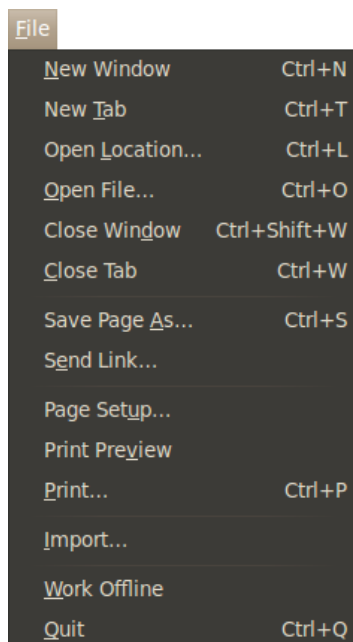 File
New Window Ctrl+N
New Tab Ctrl+T
Open Location... Ctrl+L
Open File... Ctrl+O
Close Window Ctrl+Shift+W
Close Tab Ctrl+W
Save Page As... Ctrl+S
Send Link...
Page Setup...
Print Preview
Print... Ctrl+P
Import...
Work Offline
Quit Ctrl+Q